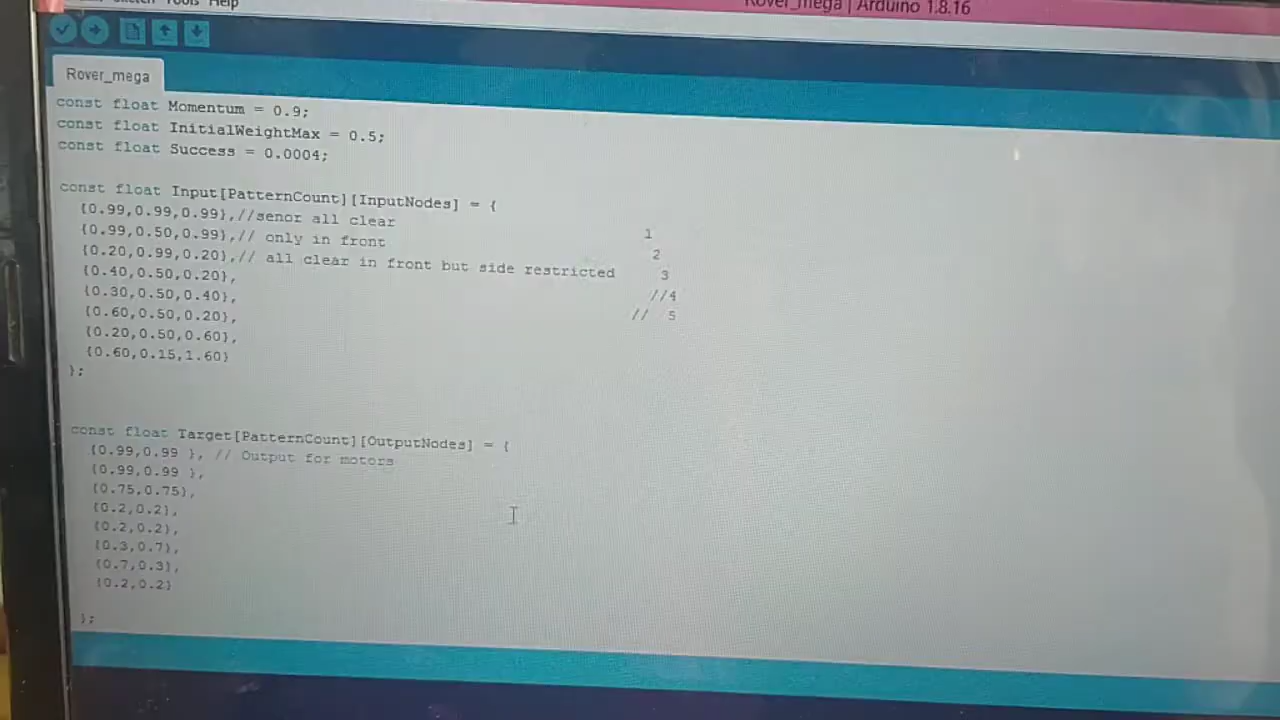 Sketch Tools Help
Rover_mega | Arduino 1.8.16
Rover_mega
const float Momentum = 0.9;
const float InitialWeightMax = 0.5;
const float Success = 0.0004;
const float Input[PatternCount][InputNodes] = {
{0.99,0.99,0.99},//senor all clear
{0.99,0.50,0.99},// only in front 1
{0.20,0.99,0.20},// all clear in front but side restricted 2
{0.40,0.50,0.20}, 3
{0.30,0.50,0.40}, //4
{0.60,0.50,0.20}, // 5
{0.20,0.50,0.60},
{0.60,0.15,1.60}
};
const float Target[PatternCount][OutputNodes] = {
{0.99,0.99 }, // Output for motors
{0.99,0.99 },
{0.75,0.75},
{0.2,0.2},
{0.2,0.2},
{0.3,0.7},
{0.7,0.3},
{0.2,0.2}
};